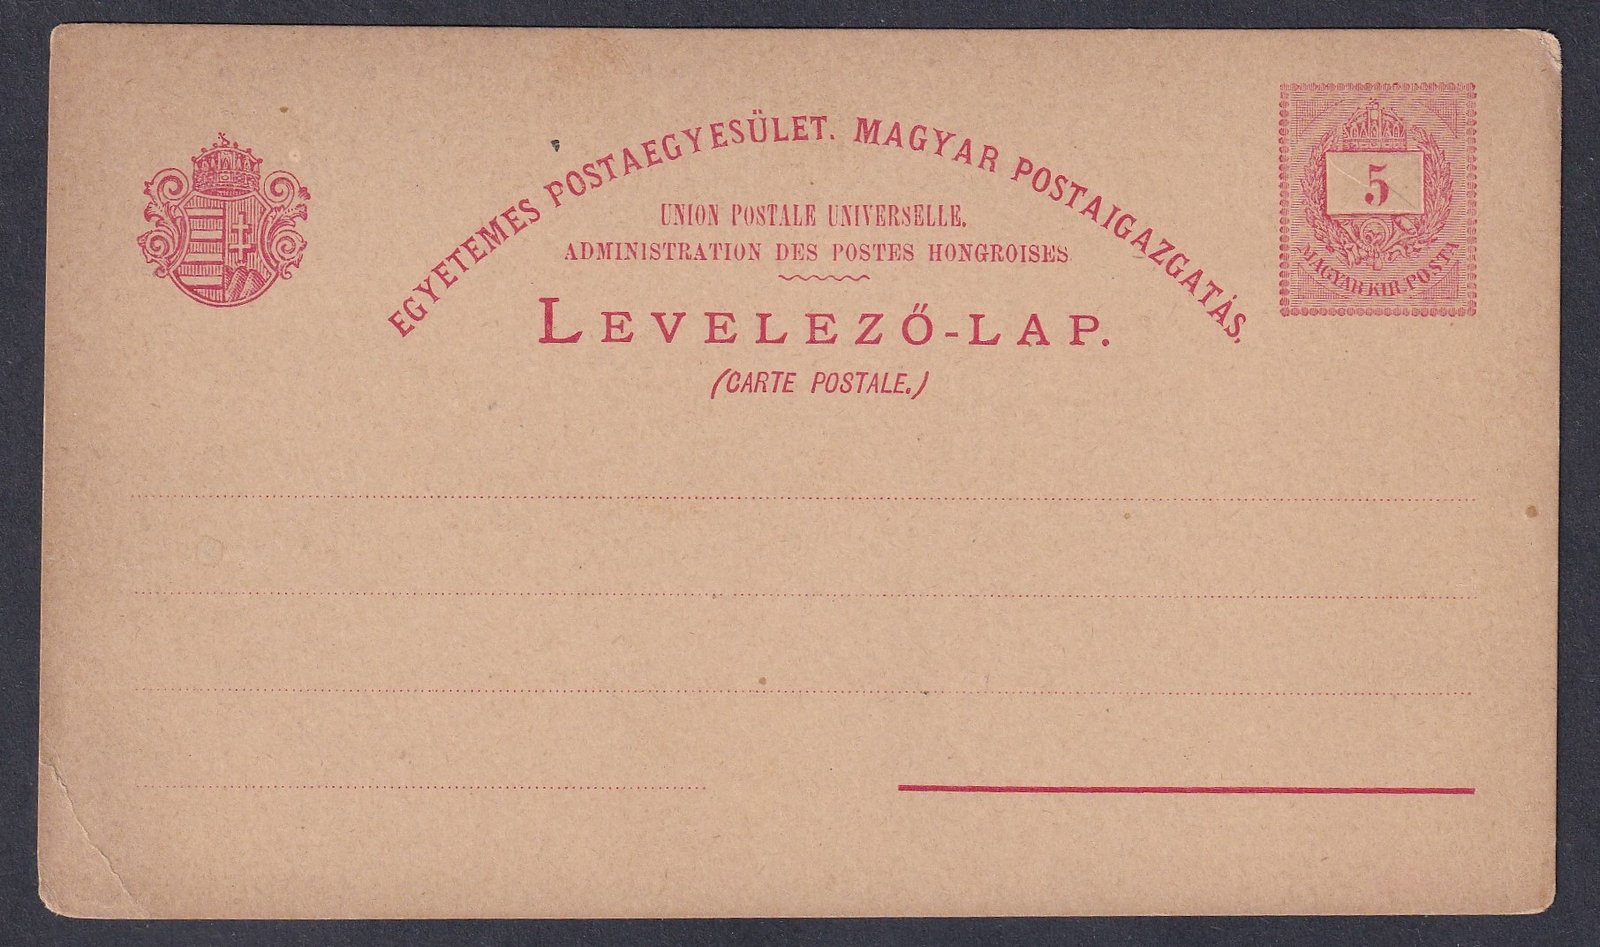 EGYETEMES POSTAEGYESÜLET. MAGYAR POSTAIGAZGATÁS.
UNION POSTALE UNIVERSELLE.
ADMINISTRATION DES POSTES HONGROISES
LEVELEZŐ-LAP.
(CARTE POSTALE.)
5
MAGYAR KIR. POSTA